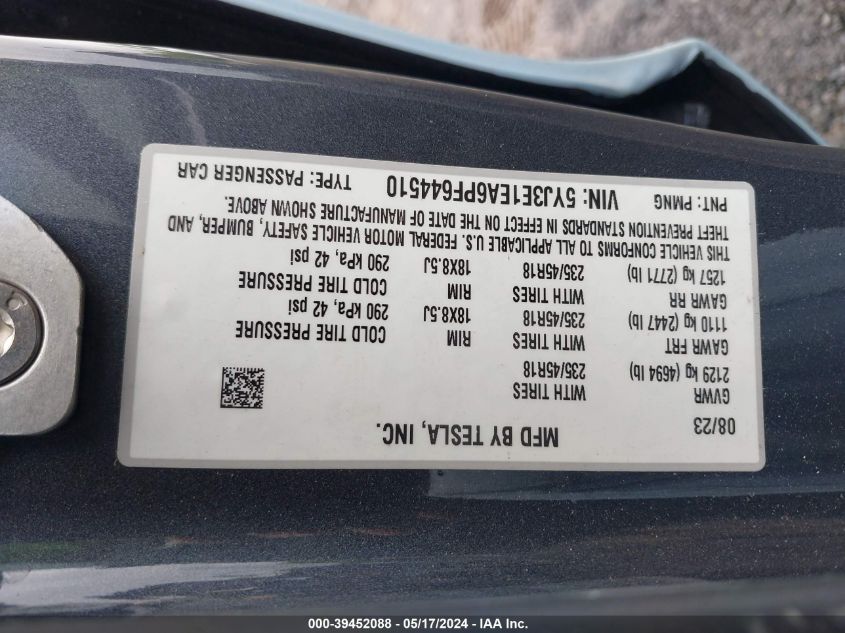 MFD BY TESLA, INC.
08/23
GVWR
2129 kg (4694 lb) WITH TIRES 235/45R18
GAWR FRT WITH TIRES RIM COLD TIRE PRESSURE
1110 kg (2447 lb) 235/45R18 18X8.5J 290 kPa, 42 psi
GAWR RR WITH TIRES RIM COLD TIRE PRESSURE
1257 kg (2771 lb) 235/45R18 18X8.5J 290 kPa, 42 psi
THIS VEHICLE CONFORMS TO ALL APPLICABLE U.S. FEDERAL MOTOR VEHICLE SAFETY, BUMPER, AND
THEFT PREVENTION STANDARDS IN EFFECT ON THE DATE OF MANUFACTURE SHOWN ABOVE.
PNT: PMNG VIN: 5YJ3E1EA6PF644510 TYPE: PASSENGER CAR
000-39452088 - 05/17/2024 - IAA Inc.